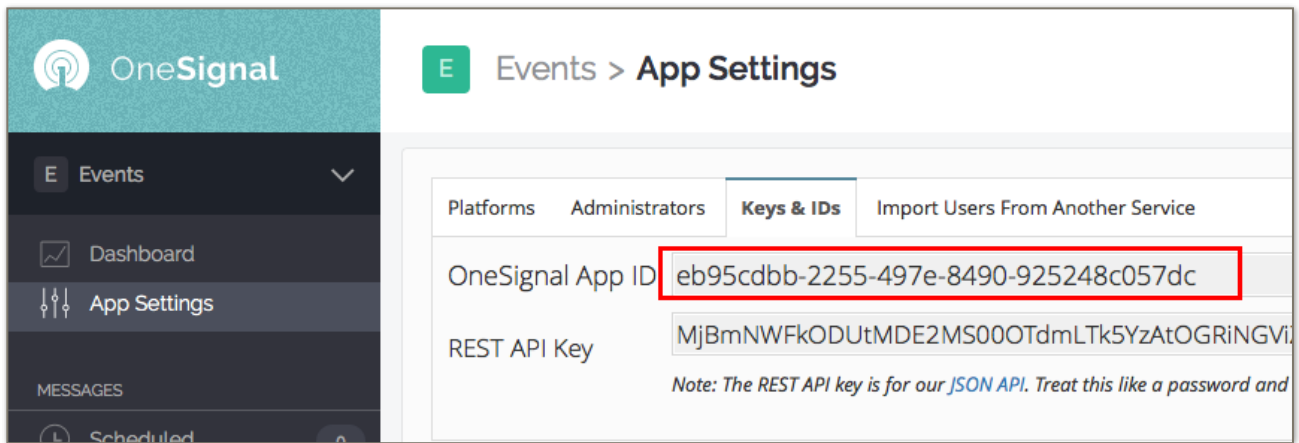 OneSignal
E Events > App Settings
E Events
Dashboard
App Settings
MESSAGES
Scheduled
Platforms Administrators Keys & IDs Import Users From Another Service
OneSignal App ID eb95cdbb-2255-497e-8490-925248c057dc
REST API Key MjBmNWFkODUtMDE2MS00OTdmLTk5YzAtOGRiNGVi
Note: The REST API key is for our JSON API. Treat this like a password and